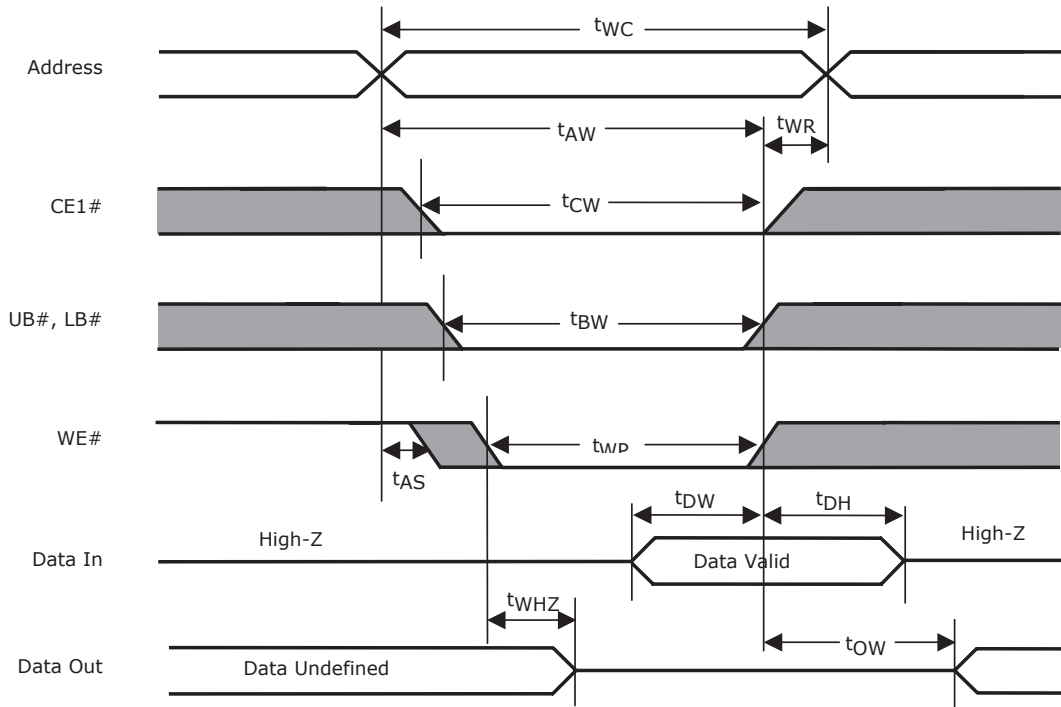 tWC
Address
tAW
tWR
CE1#
tCW
UB#, LB#
tBW
WE#
tWP
tAS
tDW
tDH
High-Z
High-Z
Data In
Data Valid
tWHZ
tOW
Data Out
Data Undefined